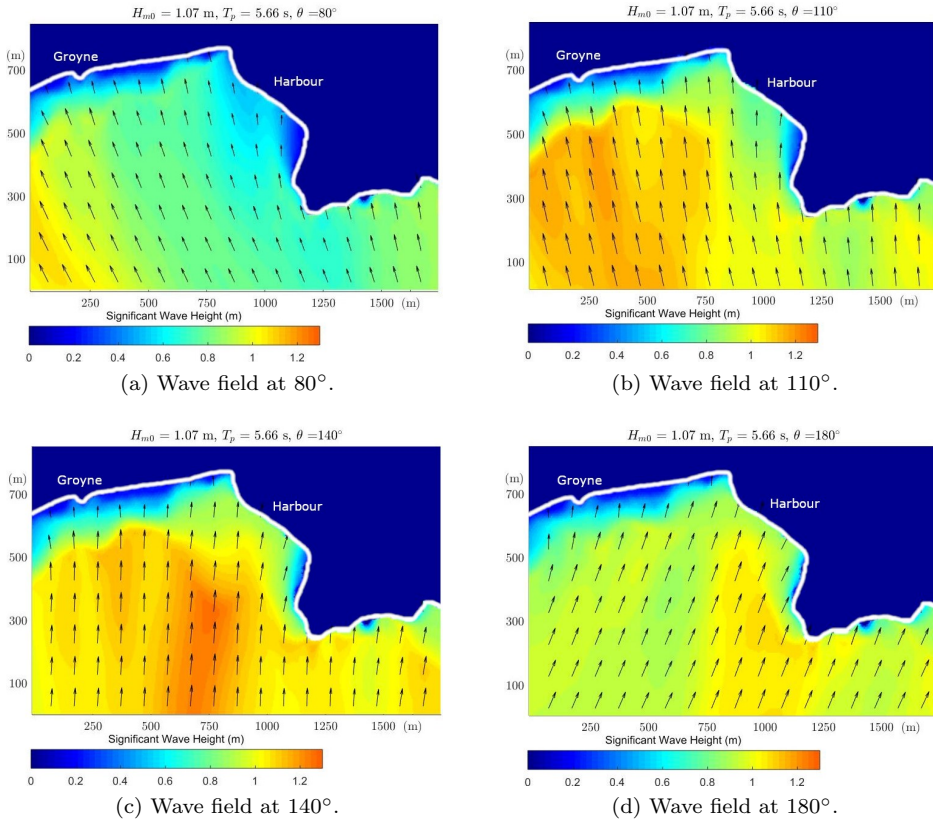 H_{m0} = 1.07 m, T_p = 5.66 s, θ =80°
(m)
700
500
300
100
Groyne
Harbour
250 500 750 1000 1250 1500 (m)
Significant Wave Height (m)
0 0.2 0.4 0.6 0.8 1 1.2
(a) Wave field at 80°.
H_{m0} = 1.07 m, T_p = 5.66 s, θ =110°
(m)
700
500
300
100
Groyne
Harbour
250 500 750 1000 1250 1500 (m)
Significant Wave Height (m)
0 0.2 0.4 0.6 0.8 1 1.2
(b) Wave field at 110°.
H_{m0} = 1.07 m, T_p = 5.66 s, θ =140°
(m)
700
500
300
100
Groyne
Harbour
250 500 750 1000 1250 1500 (m)
Significant Wave Height (m)
0 0.2 0.4 0.6 0.8 1 1.2
(c) Wave field at 140°.
H_{m0} = 1.07 m, T_p = 5.66 s, θ =180°
(m)
700
500
300
100
Groyne
Harbour
250 500 750 1000 1250 1500 (m)
Significant Wave Height (m)
0 0.2 0.4 0.6 0.8 1 1.2
(d) Wave field at 180°.